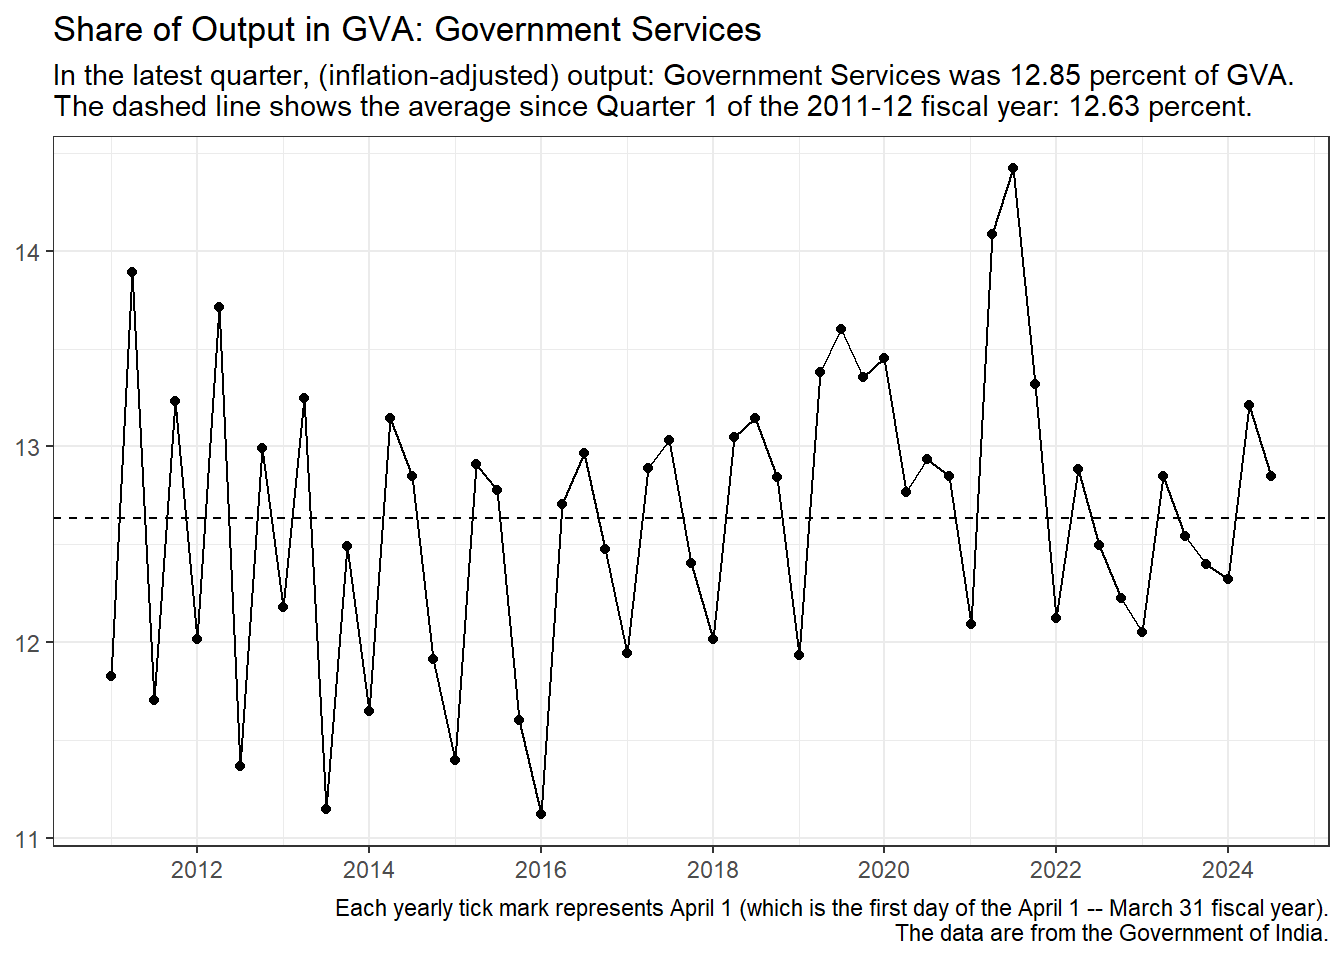 Share of Output in GVA: Government Services
In the latest quarter, (inflation-adjusted) output: Government Services was 12.85 percent of GVA.
The dashed line shows the average since Quarter 1 of the 2011-12 fiscal year: 12.63 percent.
14
13
12
11
2012 2014 2016 2018 2020 2022 2024
Each yearly tick mark represents April 1 (which is the first day of the April 1 -- March 31 fiscal year).
The data are from the Government of India.